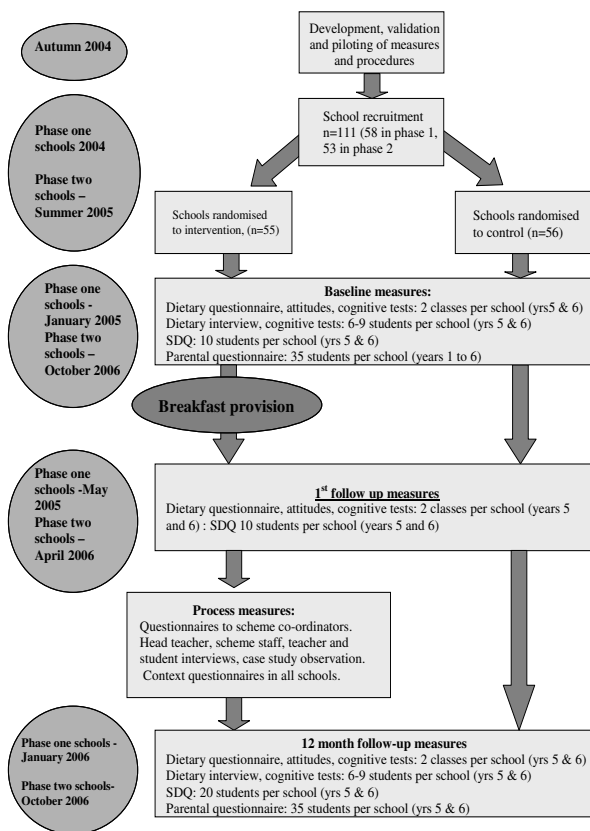 Autumn 2004
Development, validation
and piloting of measures
and procedures
Phase one
schools 2004
Phase two
schools –
Summer 2005
School recruitment
n=111 (58 in phase 1,
53 in phase 2
Schools randomised
to intervention, (n=55)
Schools randomised
to control (n=56)
Phase one
schools -
January 2005
Phase two
schools –
October 2006
Baseline measures:
Dietary questionnaire, attitudes, cognitive tests: 2 classes per school (yrs5 & 6)
Dietary interview, cognitive tests: 6-9 students per school (yrs 5 & 6)
SDQ: 10 students per school (yrs 5 & 6)
Parental questionnaire: 35 students per school (years 1 to 6)
Breakfast provision
Phase one
schools -May
2005
Phase two
schools –
April 2006
1st follow up measures
Dietary questionnaire, attitudes, cognitive tests: 2 classes per school (years 5
and 6) : SDQ 10 students per school (years 5 and 6)
Process measures:
Questionnaires to scheme co-ordinators.
Head teacher, scheme staff, teacher and
student interviews, case study observation.
Context questionnaires in all schools.
Phase one schools -
January 2006
Phase two schools-
October 2006
12 month follow-up measures
Dietary questionnaire, attitudes, cognitive tests: 2 classes per school (yrs 5 & 6)
Dietary interview, cognitive tests: 6-9 students per school (yrs 5 & 6)
SDQ: 20 students per school (yrs 5 & 6)
Parental questionnaire: 35 students per school (yrs 5 & 6)